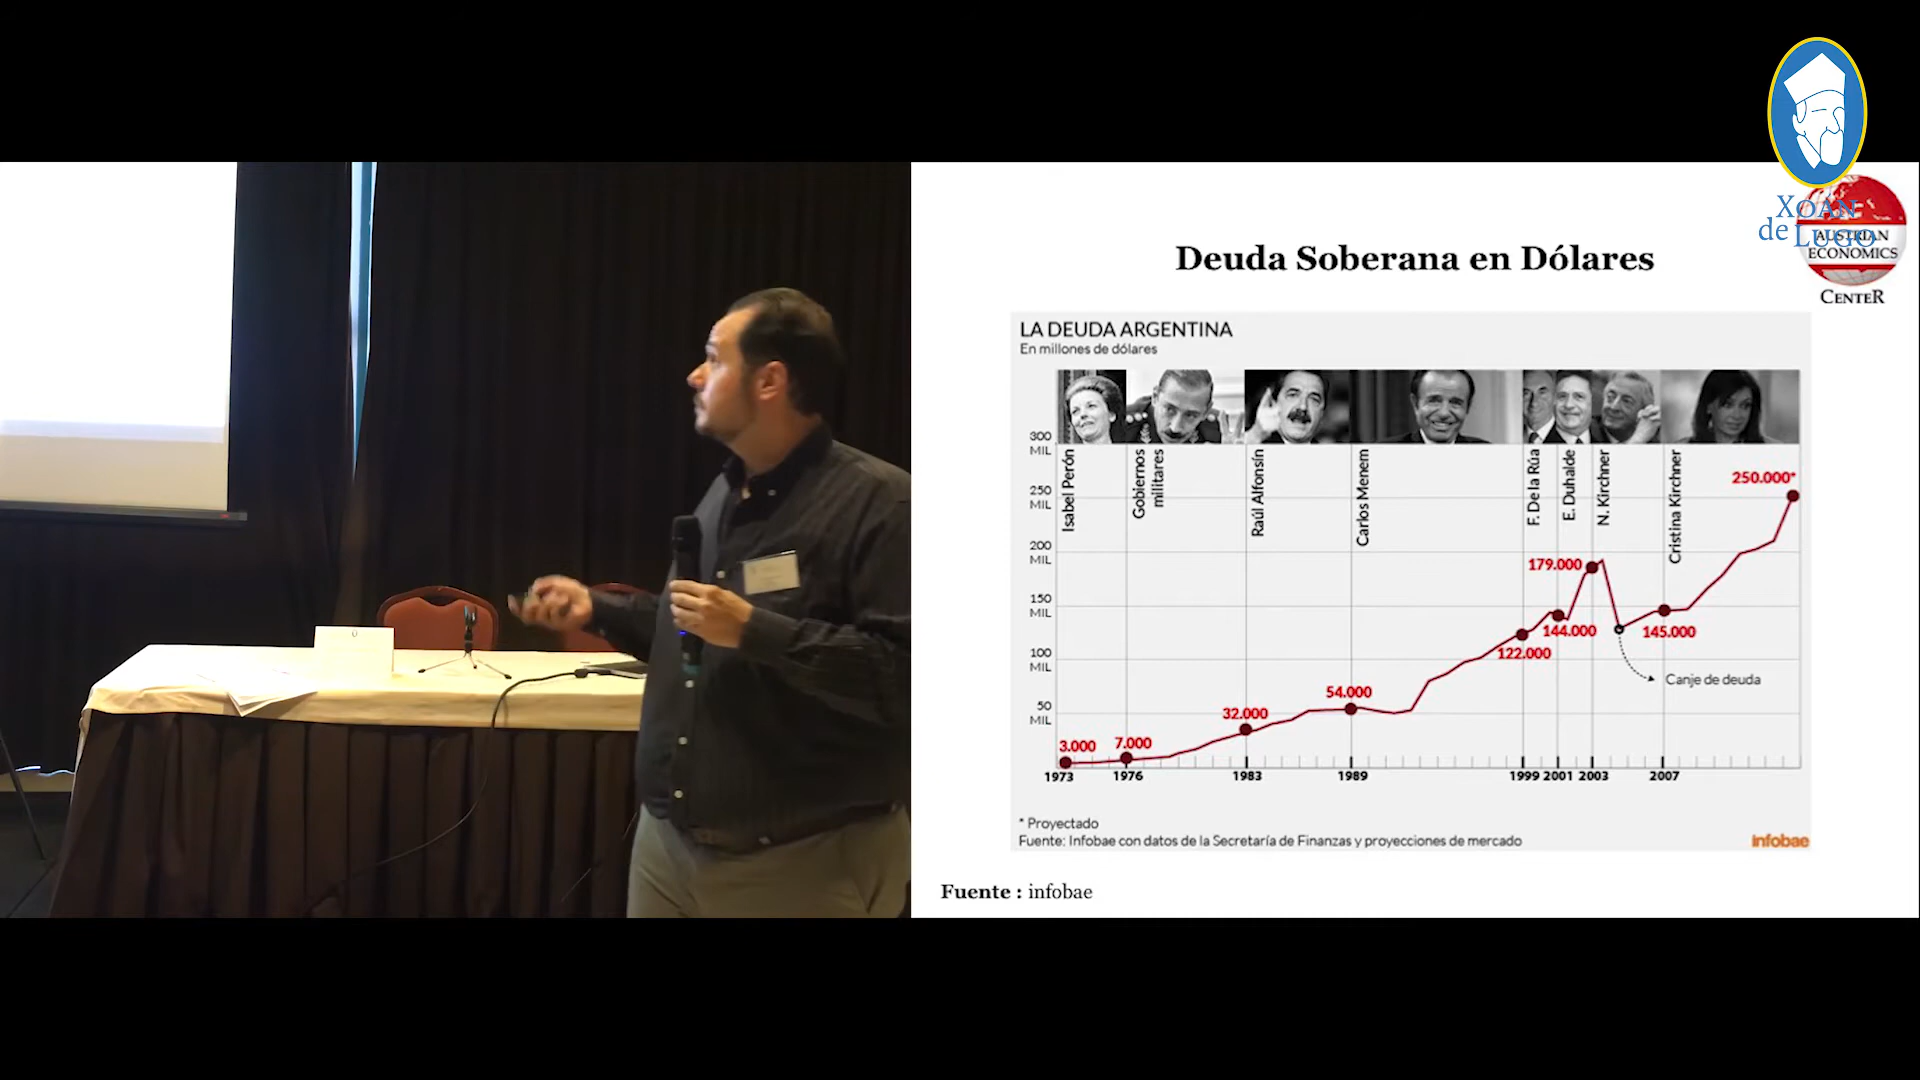 XOÁN
de LUGO
AUSTRIAN
ECONOMICS
CENTER
Deuda Soberana en Dólares
LA DEUDA ARGENTINA
En millones de dólares
300
MIL
250
MIL
200
MIL
150
MIL
100
MIL
50
MIL
Isabel Perón
Gobiernos
militares
Raúl Alfonsín
Carlos Menem
F. De la Rúa
E. Duhalde
N. Kirchner
Cristina Kirchner
3.000
7.000
32.000
54.000
122.000
144.000
179.000
145.000
250.000*
Canje de deuda
1973 1976 1983 1989 1999 2001 2003 2007
* Proyectado
Fuente: Infobae con datos de la Secretaría de Finanzas y proyecciones de mercado
infobae
Fuente : infobae